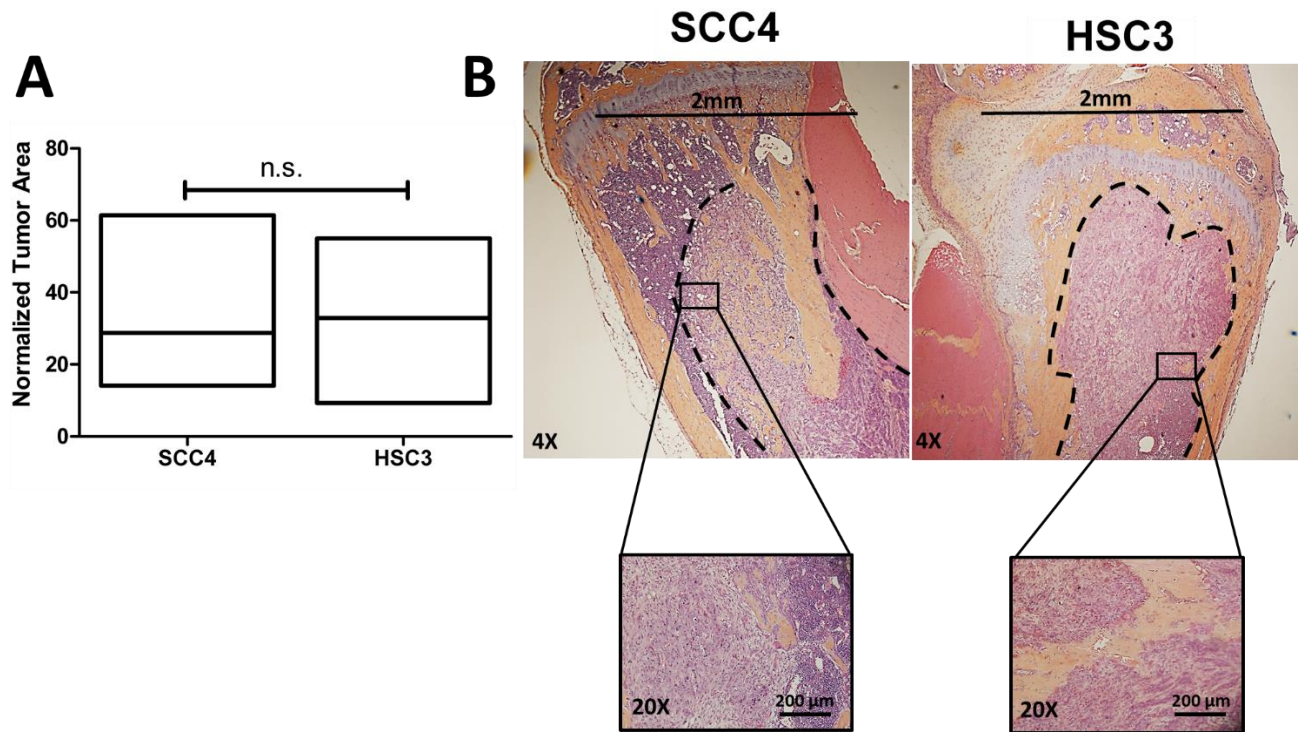 A
Normalized Tumor Area
80
60
40
20
0
n.s.
SCC4
HSC3
B
SCC4
HSC3
2mm
2mm
4X
4X
20X
200 µm
20X
200 µm